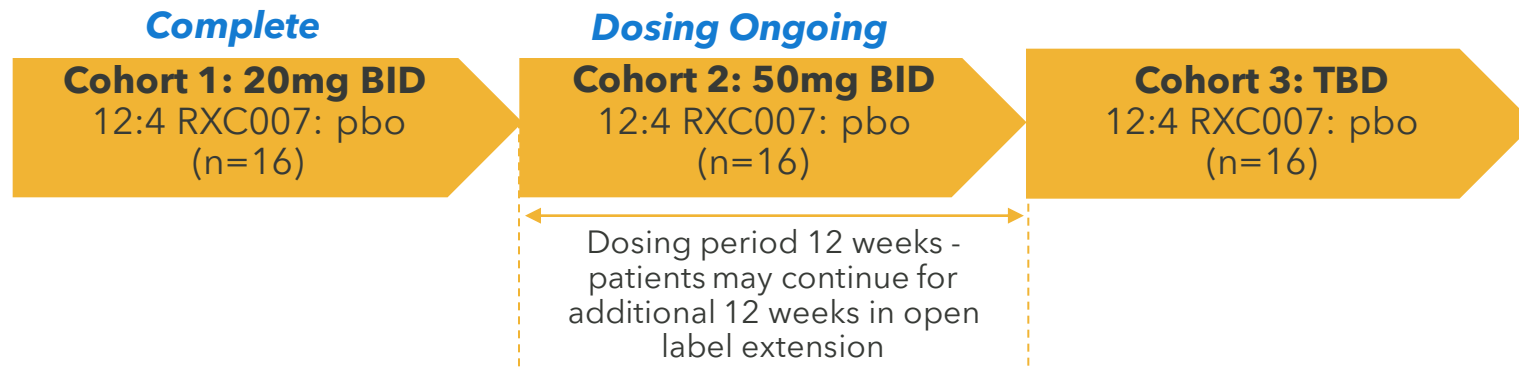 Complete
Dosing Ongoing
Cohort 1: 20mg BID
12:4 RXC007: pbo
(n=16)
Cohort 2: 50mg BID
12:4 RXC007: pbo
(n=16)
Cohort 3: TBD
12:4 RXC007: pbo
(n=16)
Dosing period 12 weeks -
patients may continue for
additional 12 weeks in open
label extension